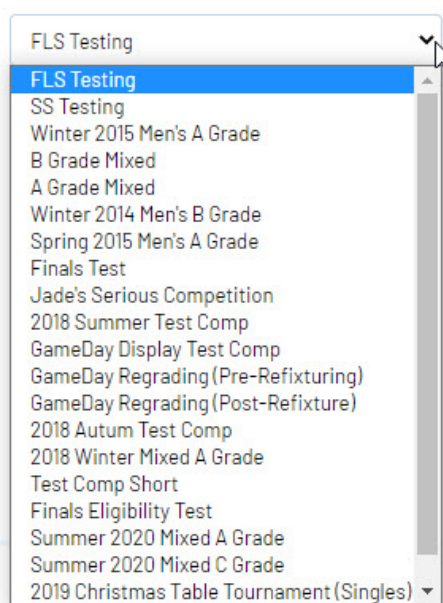 FLS Testing
FLS Testing
SS Testing
Winter 2015 Men's A Grade
B Grade Mixed
A Grade Mixed
Winter 2014 Men's B Grade
Spring 2015 Men's A Grade
Finals Test
Jade's Serious Competition
2018 Summer Test Comp
GameDay Display Test Comp
GameDay Regrading (Pre-Refixturing)
GameDay Regrading (Post-Refixture)
2018 Autum Test Comp
2018 Winter Mixed A Grade
Test Comp Short
Finals Eligibility Test
Summer 2020 Mixed A Grade
Summer 2020 Mixed C Grade
2019 Christmas Table Tournament (Singles)